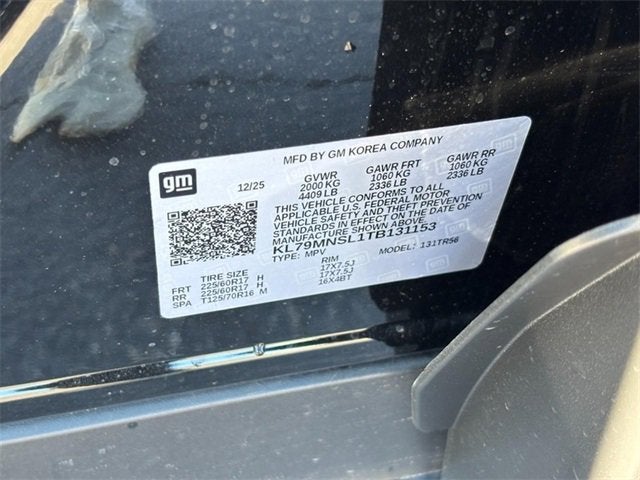 MFD BY GM KOREA COMPANY
gm
12/25
GVWR GAWR FRT GAWR RR
2000 KG 1060 KG 1060 KG
4409 LB 2336 LB 2336 LB
THIS VEHICLE CONFORMS TO ALL
APPLICABLE U.S. FEDERAL MOTOR
VEHICLE SAFETY AND THEFT PREVENTION
STANDARDS IN EFFECT ON THE DATE OF
MANUFACTURE SHOWN ABOVE.
KL79MNSL1TB131153
TYPE: MPV MODEL: 131TR56
TIRE SIZE RIM
FRT 225/60R17 H 17X7.5J
RR 225/60R17 H 17X7.5J
SPA T125/70R16 M 16X4BT